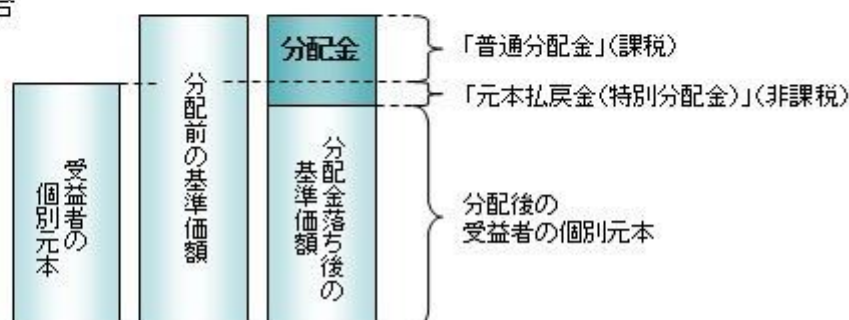 分配金
「普通分配金」(課税)
「元本払戻金(特別分配金)」(非課税)
受益者の
個別元本
分配前の基準価額
分配金落ち後の
基準価額
分配後の
受益者の個別元本